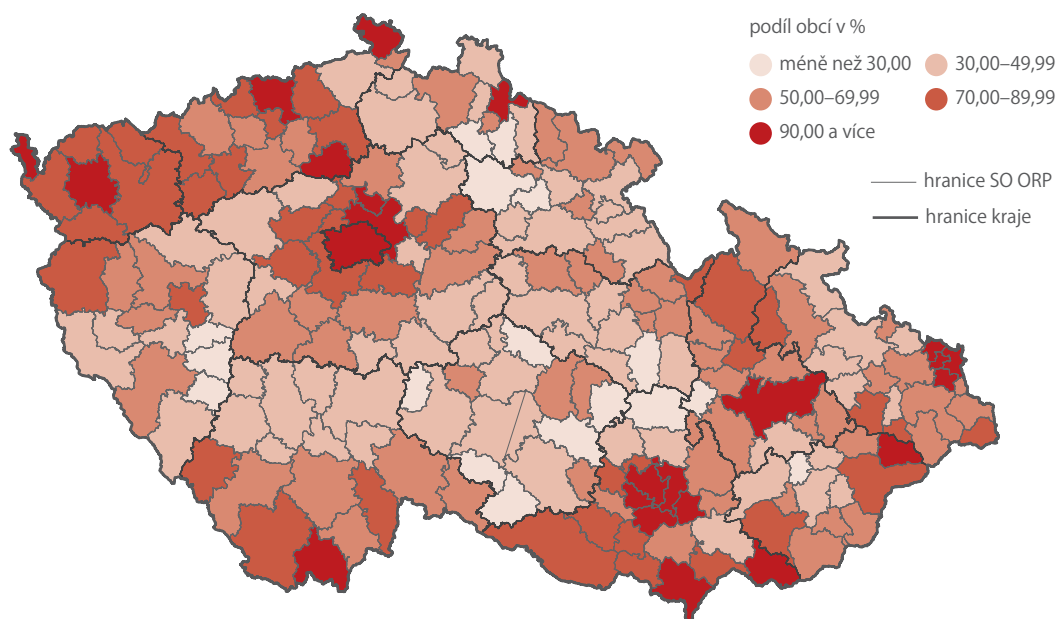 podíl obcí v %
méně než 30,00 30,00–49,99
50,00–69,99 70,00–89,99
90,00 a více
hranice SO ORP
hranice kraje